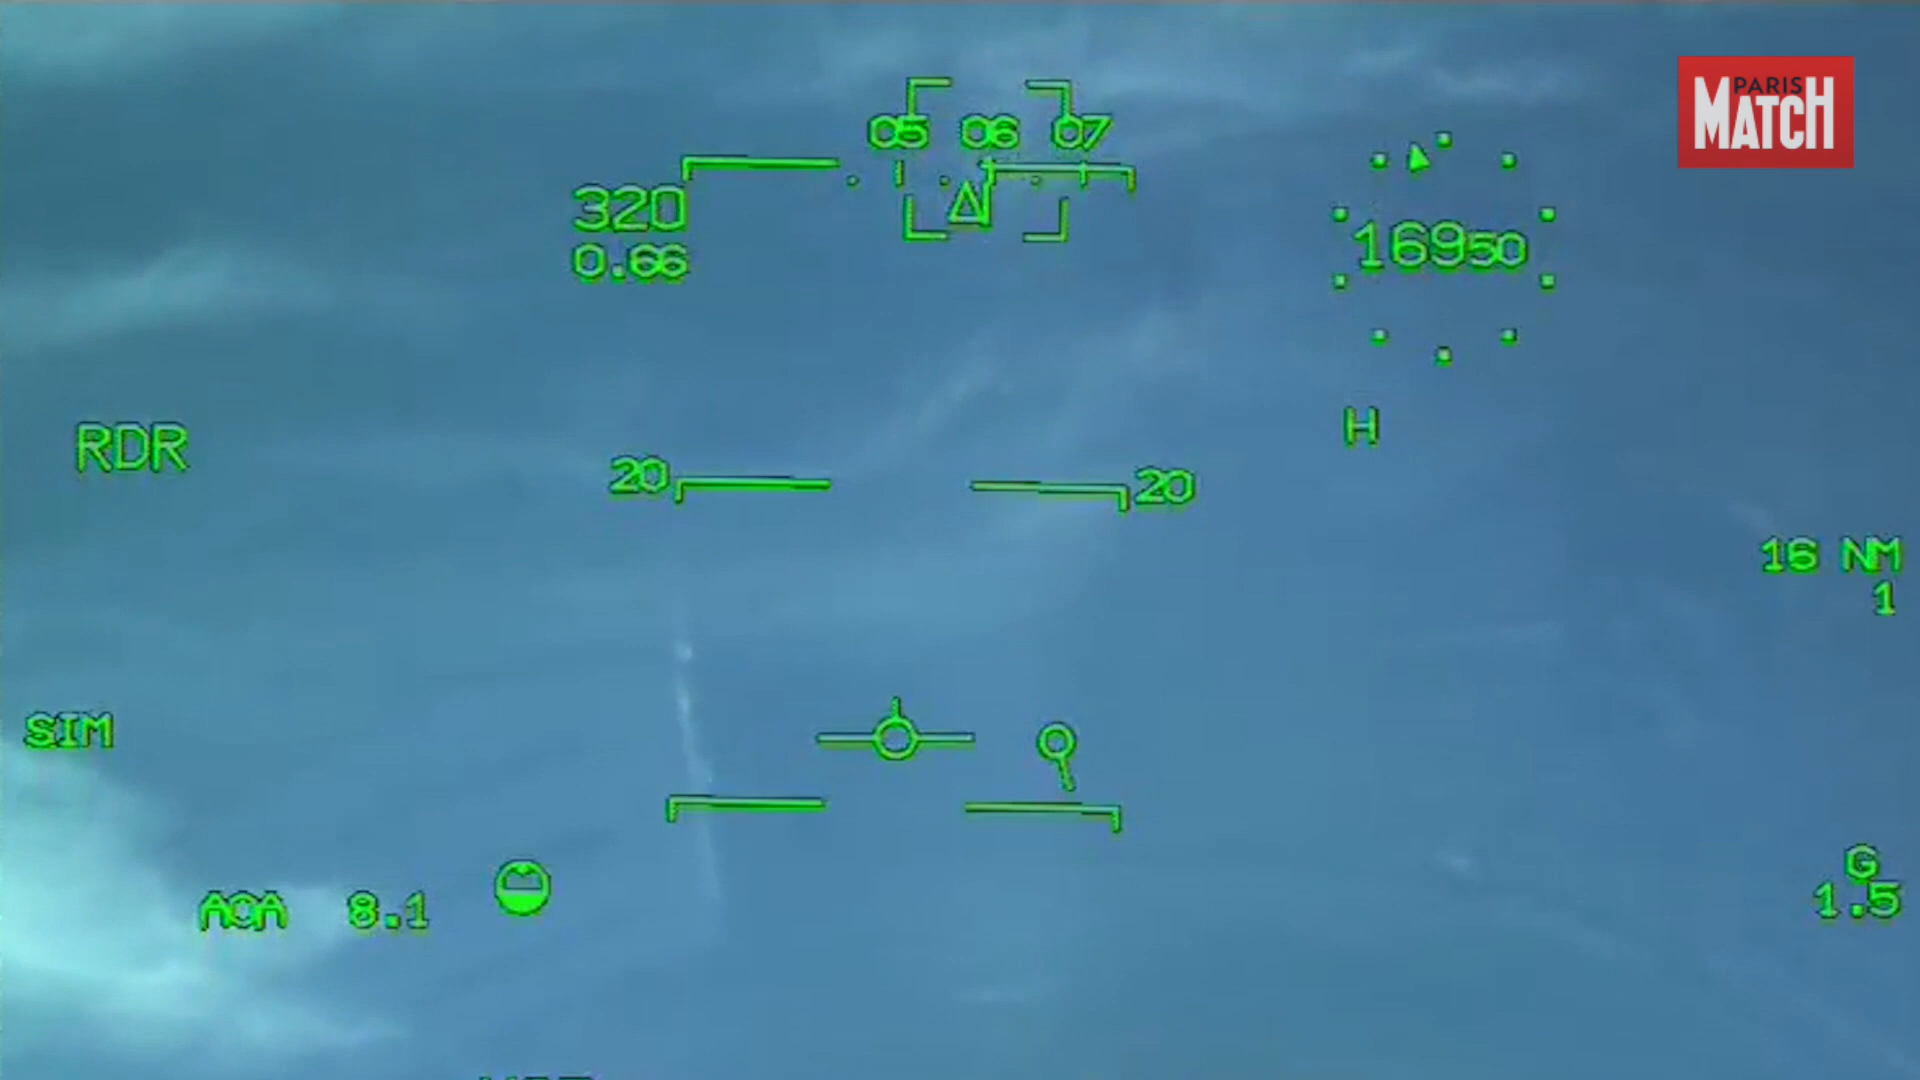 PARIS
MATCH
05 06 07
320
0.66
16950
H
RDR
20 20
16 NM
1
SIM
G
1.5
AOA 8.1